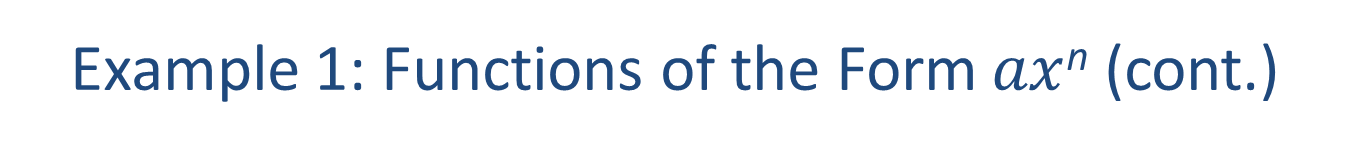 Example 1: Functions of the Form axⁿ (cont.)